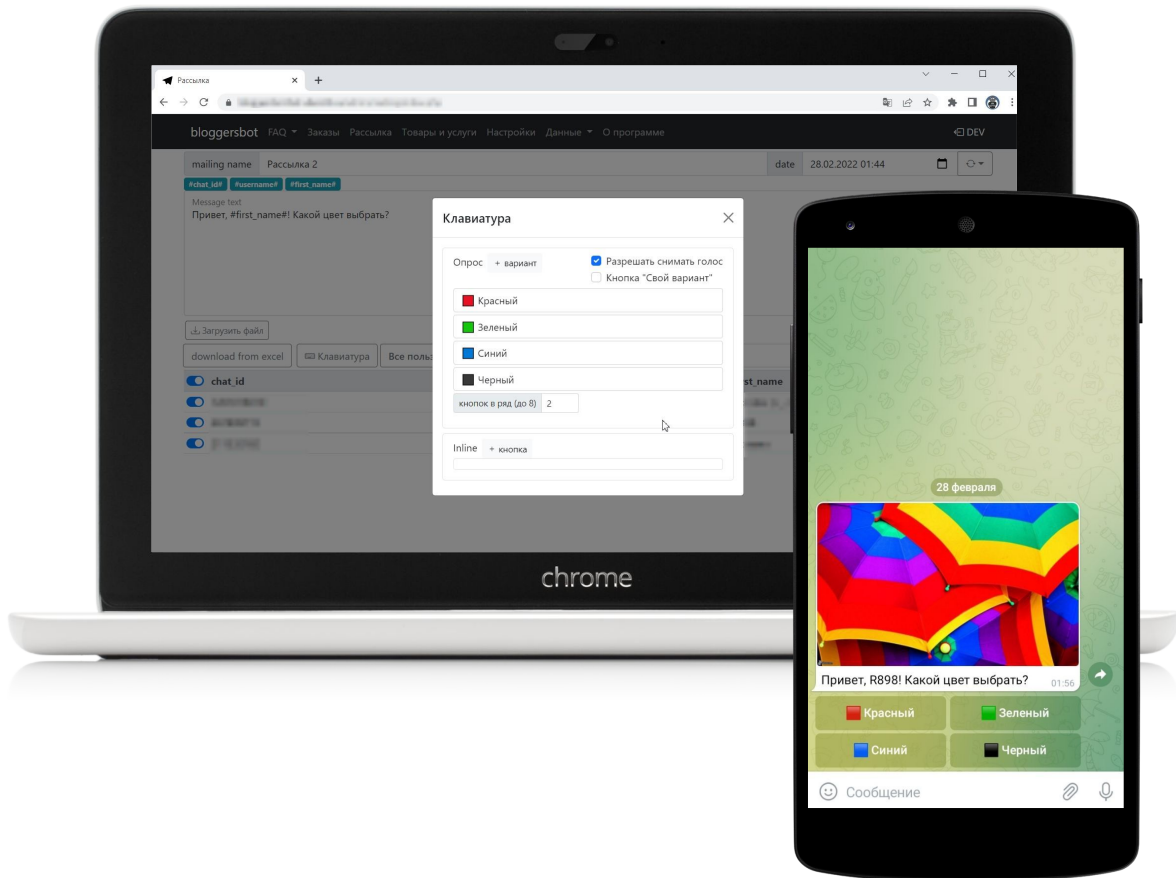 Рассылка
bloggersbot FAQ Заказы Рассылка Товары и услуги Настройки Данные О программе DEV
mailing name Рассылка 2 date 28.02.2022 01:44
#chat_id# #username# #first_name#
Message text
Привет, #first_name#! Какой цвет выбрать?
Загрузить файл
download from excel Клавиатура Все поль
chat_id st_name
Клавиатура
Опрос + вариант Разрешать снимать голос
Кнопка "Свой вариант"
Красный
Зеленый
Синий
Черный
кнопок в ряд (до 8) 2
Inline + кнопка
chrome
28 февраля
Привет, R898! Какой цвет выбрать? 01:56
Красный Зеленый
Синий Черный
Сообщение